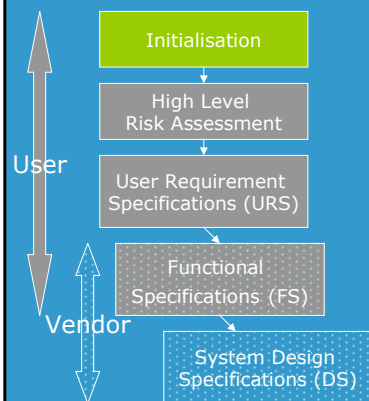 Initialisation
High Level
Risk Assessment
User
User Requirement
Specifications (URS)
Functional
Specifications (FS)
Vendor
System Design
Specifications (DS)